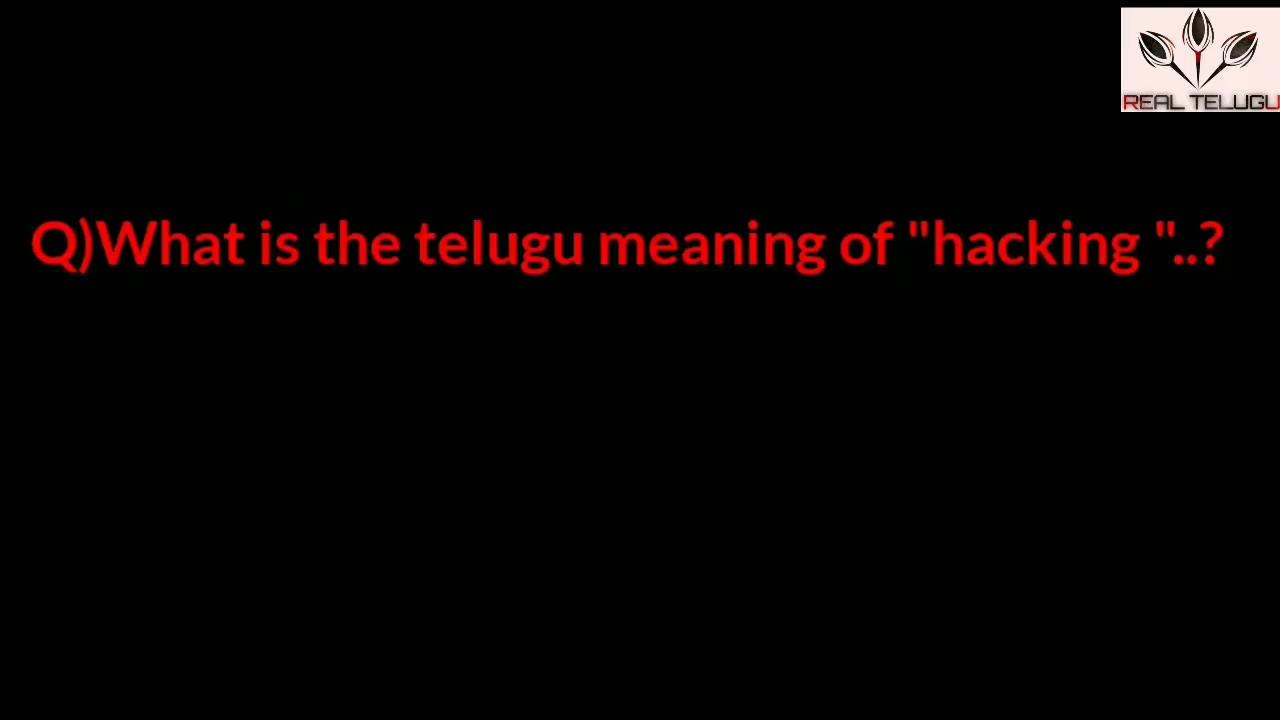 REAL TELUGU
Q)What is the telugu meaning of "hacking "..?